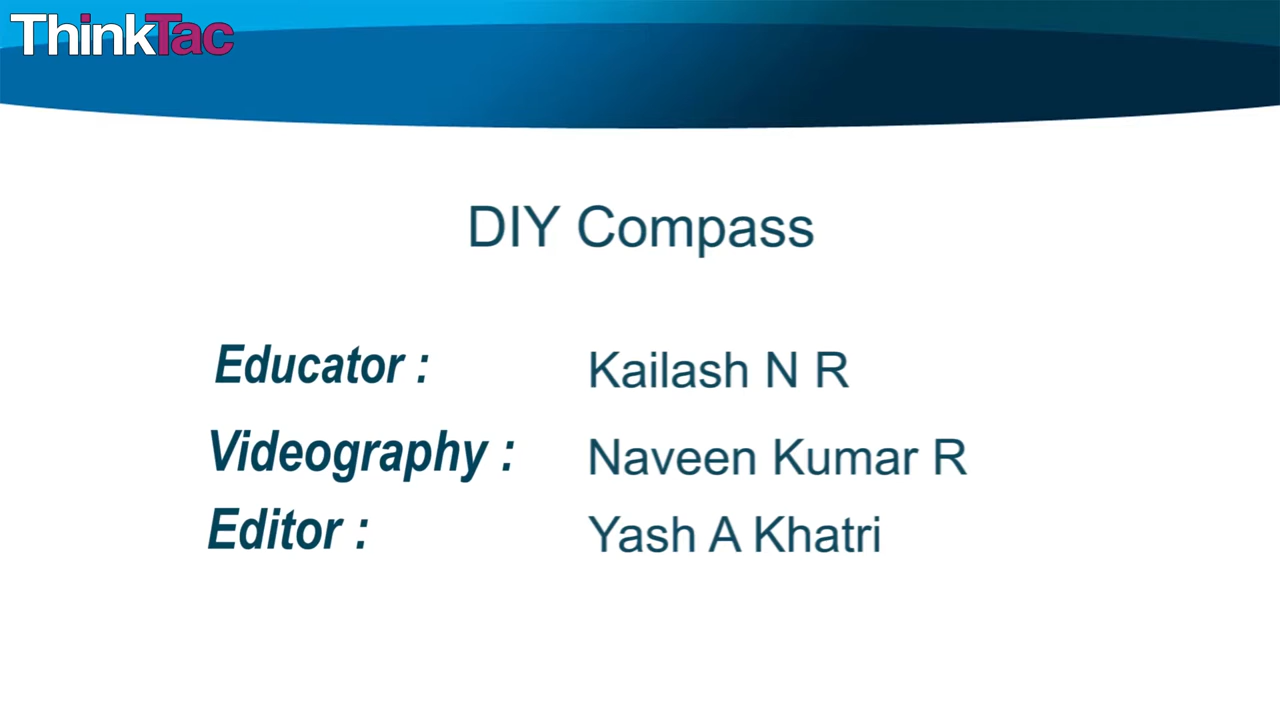 ThinkTac
DIY Compass
Educator : Kailash N R
Videography : Naveen Kumar R
Editor : Yash A Khatri